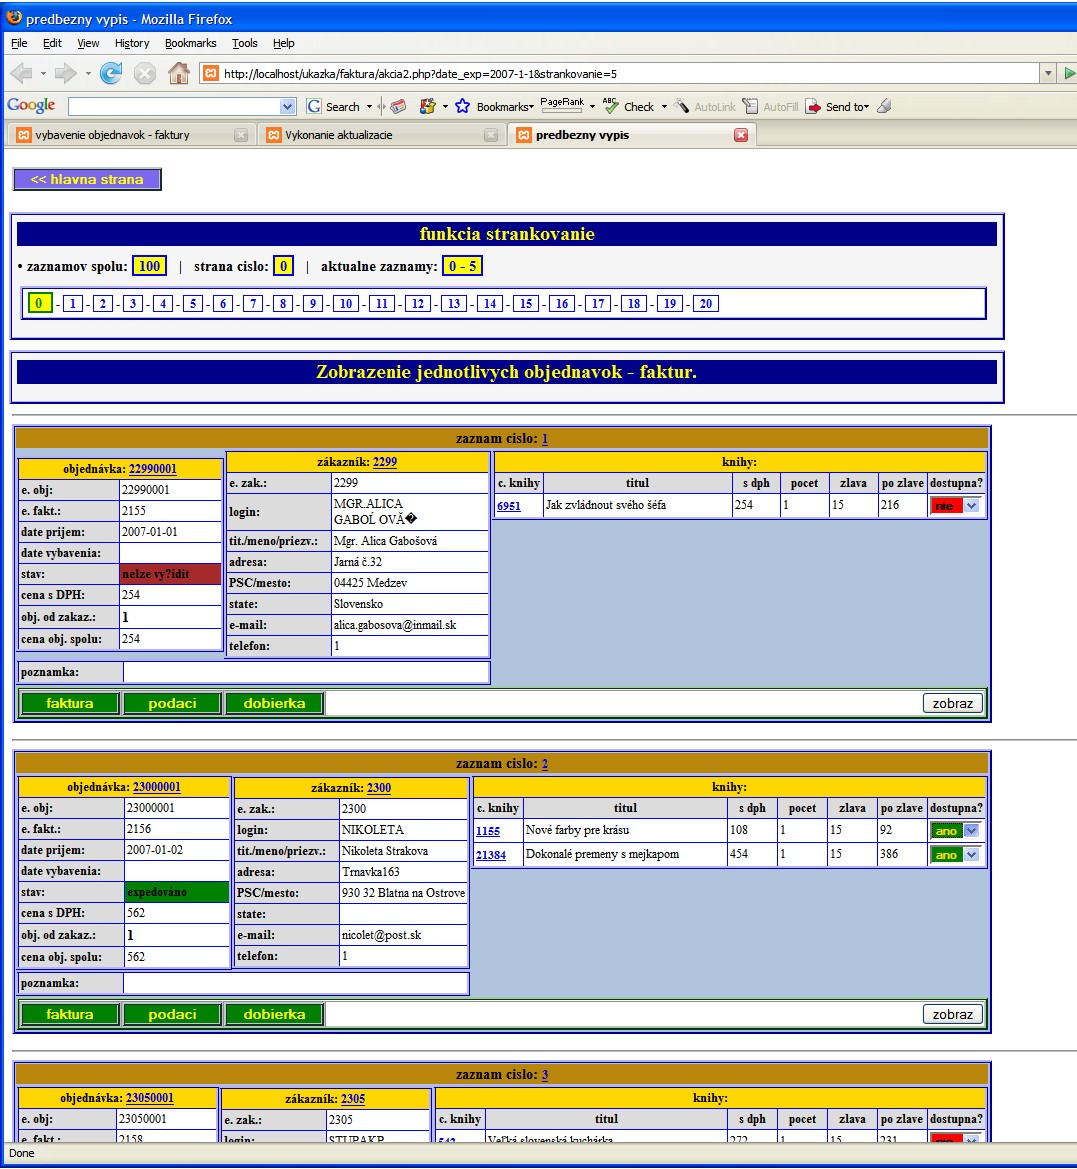 predbezny vypis - Mozilla Firefox
File Edit View History Bookmarks Tools Help
http://localhost/ukazka/faktura/akcia2.php?date_exp=2007-1-1&strankovanie=5
Google Search Bookmarks PageRank Check AutoLink AutoFill Send to
vybavenie objednavok - faktury Vykonanie aktualizacie predbezny vypis
<< hlavna strana
funkcia strankovanie
• zaznamov spolu: 100 | strana cislo: 0 | aktualne zaznamy: 0 - 5
0 - 1 - 2 - 3 - 4 - 5 - 6 - 7 - 8 - 9 - 10 - 11 - 12 - 13 - 14 - 15 - 16 - 17 - 18 - 19 - 20
Zobrazenie jednotlivych objednavok - faktur.
zaznam cislo: 1
objednávka: 22990001
e. obj: 22990001
e. fakt.: 2155
date prijem: 2007-01-01
date vybavenia:
stav: nelze vy?ídit
cena s DPH: 254
obj. od zakaz.: 1
cena obj. spolu: 254
zákazník: 2299
e. zak.: 2299
login: MGR.ALICA
GABOĹ OVÃ�
tit./meno/priezv.: Mgr. Alica Gabošová
adresa: Jarná č.32
PSC/mesto: 04425 Medzev
state: Slovensko
e-mail: alica.gabosova@inmail.sk
telefon: 1
knihy:
c. knihy titul s dph pocet zlava po zlave dostupna?
6951 Jak zvládnout svého šéfa 254 1 15 216 nie
poznamka:
faktura podaci dobierka zobraz
zaznam cislo: 2
objednávka: 23000001
e. obj: 23000001
e. fakt.: 2156
date prijem: 2007-01-02
date vybavenia:
stav: expedováno
cena s DPH: 562
obj. od zakaz.: 1
cena obj. spolu: 562
zákazník: 2300
e. zak.: 2300
login: NIKOLETA
tit./meno/priezv.: Nikoleta Strakova
adresa: Trnavka163
PSC/mesto: 930 32 Blatna na Ostrove
state:
e-mail: nicolet@post.sk
telefon: 1
knihy:
c. knihy titul s dph pocet zlava po zlave dostupna?
1155 Nové farby pre krásu 108 1 15 92 ano
21384 Dokonalé premeny s mejkapom 454 1 15 386 ano
poznamka:
faktura podaci dobierka zobraz
zaznam cislo: 3
objednávka: 23050001
e. obj: 23050001
e. fakt.: 2158
zákazník: 2305
e. zak.: 2305
login: STUPAKP
knihy:
c. knihy titul s dph pocet zlava po zlave dostupna?
542 Veľká slovenská kuchárka 272 1 15 231 nie
Done